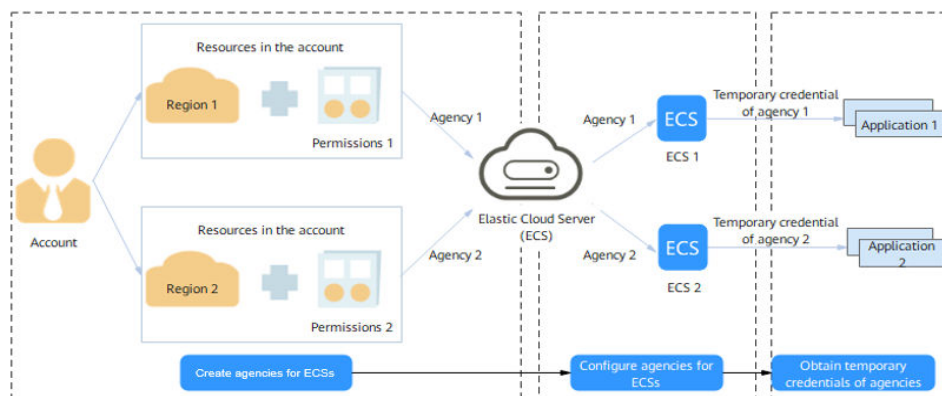 Resources in the account
Region 1
Permissions 1
Agency 1
Account
Resources in the account
Region 2
Permissions 2
Agency 2
Elastic Cloud Server
(ECS)
Agency 1
ECS
ECS 1
Agency 2
ECS
ECS 2
Temporary credential
of agency 1
Application 1
Temporary credential
of agency 2
Application
2
Create agencies for ECSs
Configure agencies for
ECSs
Obtain temporary
credentials of agencies